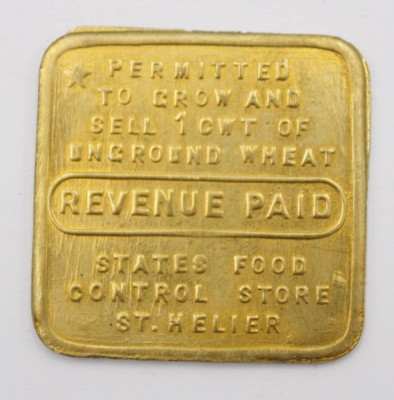 PERMITTED
TO GROW AND
SELL 1 CWT OF
UNGROUND WHEAT
REVENUE PAID
STATES FOOD
CONTROL STORE
ST. HELIER